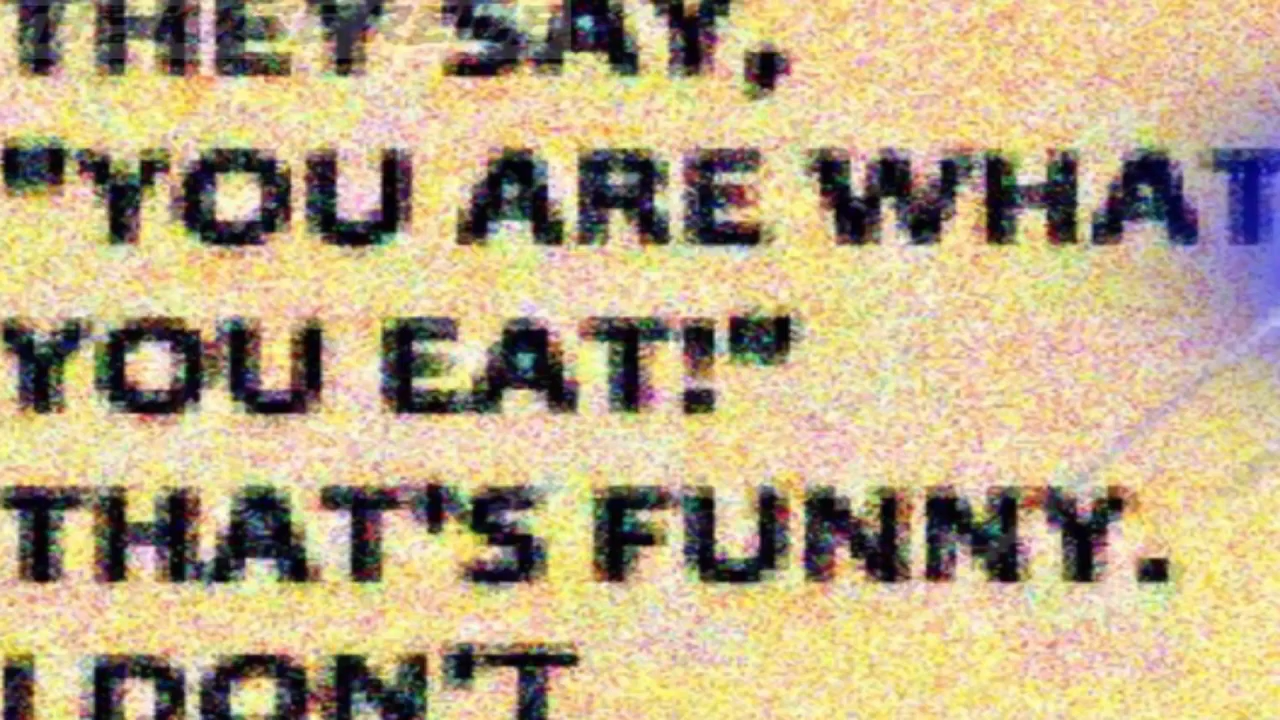 THEY SAY,
"YOU ARE WHAT
YOU EAT!"
THAT'S FUNNY.
I DON'T